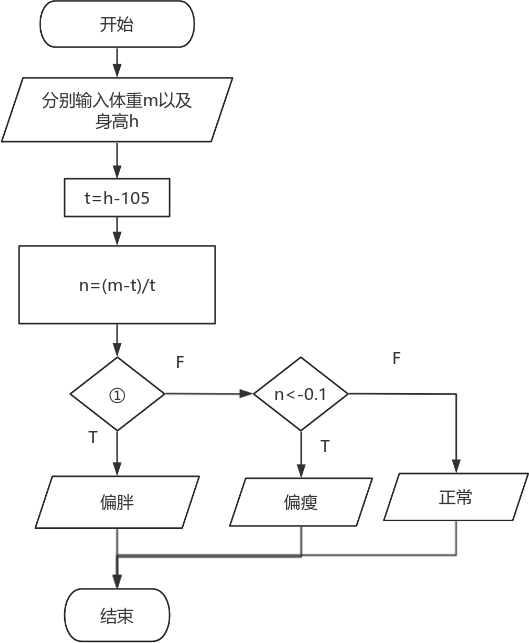 开始
分别输入体重m以及
身高h
t=h-105
n=(m-t)/t
F
F
①
n<-0.1
T
T
偏胖
偏瘦
正常
结束